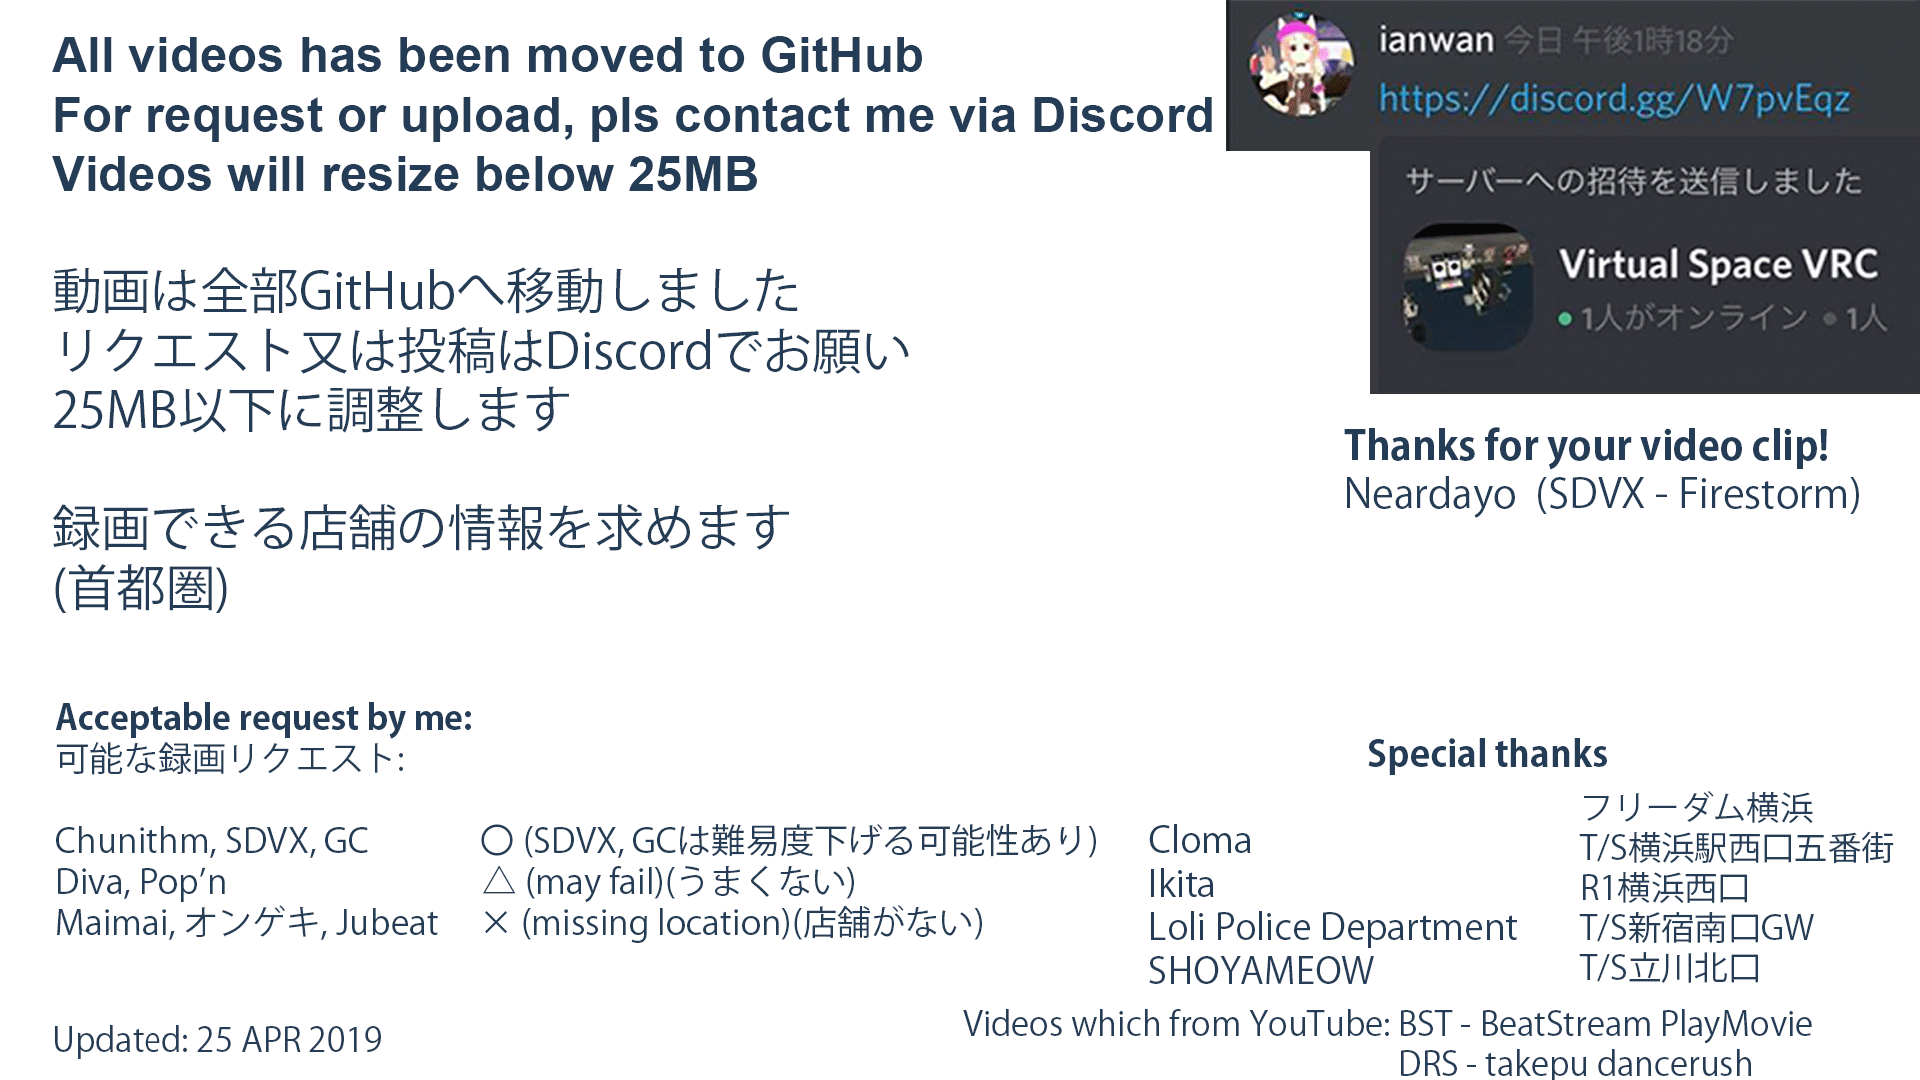 All videos has been moved to GitHub
For request or upload, pls contact me via Discord
Videos will resize below 25MB
動画は全部GitHubへ移動しました
リクエスト又は投稿はDiscordでお願い
25MB以下に調整します
録画できる店舗の情報を求めます
(首都圏)
ianwan 今日 午後1時18分
https://discord.gg/W7pvEqz
サーバーへの招待を送信しました
Virtual Space VRC
1人がオンライン 1人
Thanks for your video clip!
Neardayo (SDVX - Firestorm)
Acceptable request by me:
可能な録画リクエスト:
Chunithm, SDVX, GC 〇 (SDVX, GCは難易度下げる可能性あり)
Diva, Pop’n △ (may fail)(うまくない)
Maimai, オンゲキ, Jubeat × (missing location)(店舗がない)
Special thanks
Cloma
Ikita
Loli Police Department
SHOYAMEOW
フリーダム横浜
T/S横浜駅西口五番街
R1横浜西口
T/S新宿南口GW
T/S立川北口
Videos which from YouTube: BST - BeatStream PlayMovie
DRS - takepu dancerush
Updated: 25 APR 2019